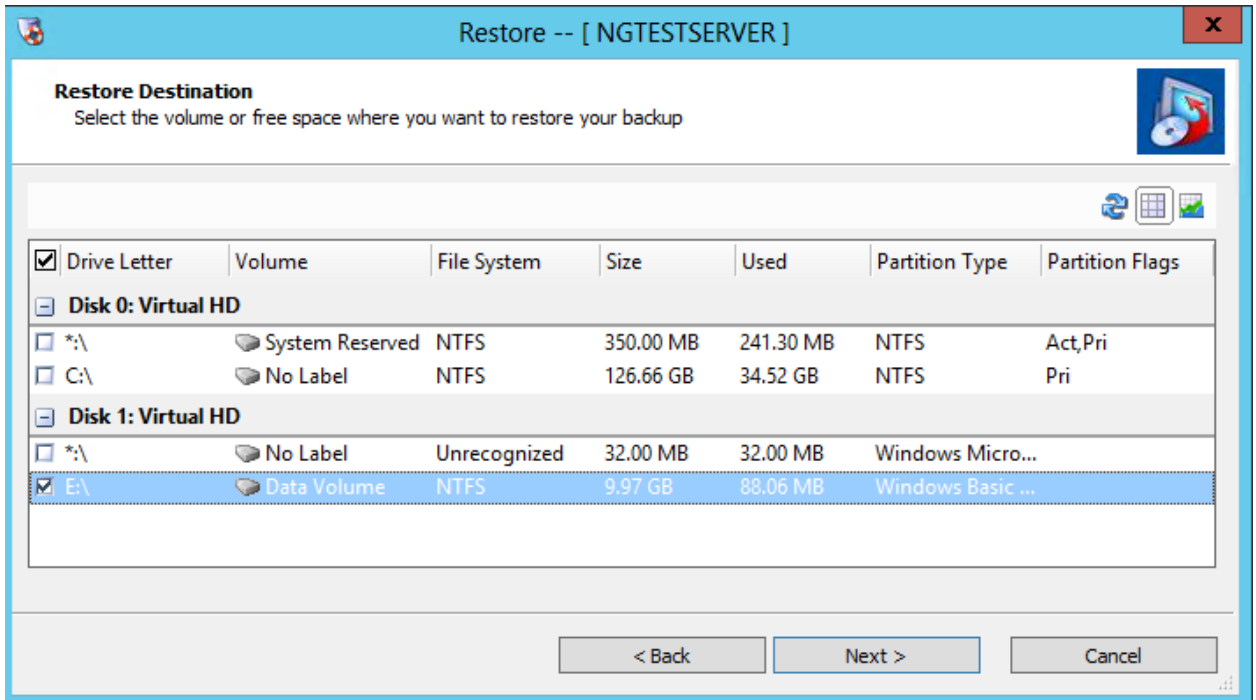 Restore -- [ NGTESTSERVER ]
x
Restore Destination
Select the volume or free space where you want to restore your backup
Drive Letter Volume File System Size Used Partition Type Partition Flags
Disk 0: Virtual HD
*:\ System Reserved NTFS 350.00 MB 241.30 MB NTFS Act,Pri
C:\ No Label NTFS 126.66 GB 34.52 GB NTFS Pri
Disk 1: Virtual HD
*:\ No Label Unrecognized 32.00 MB 32.00 MB Windows Micro...
E:\ Data Volume NTFS 9.97 GB 88.06 MB Windows Basic ...
< Back Next > Cancel